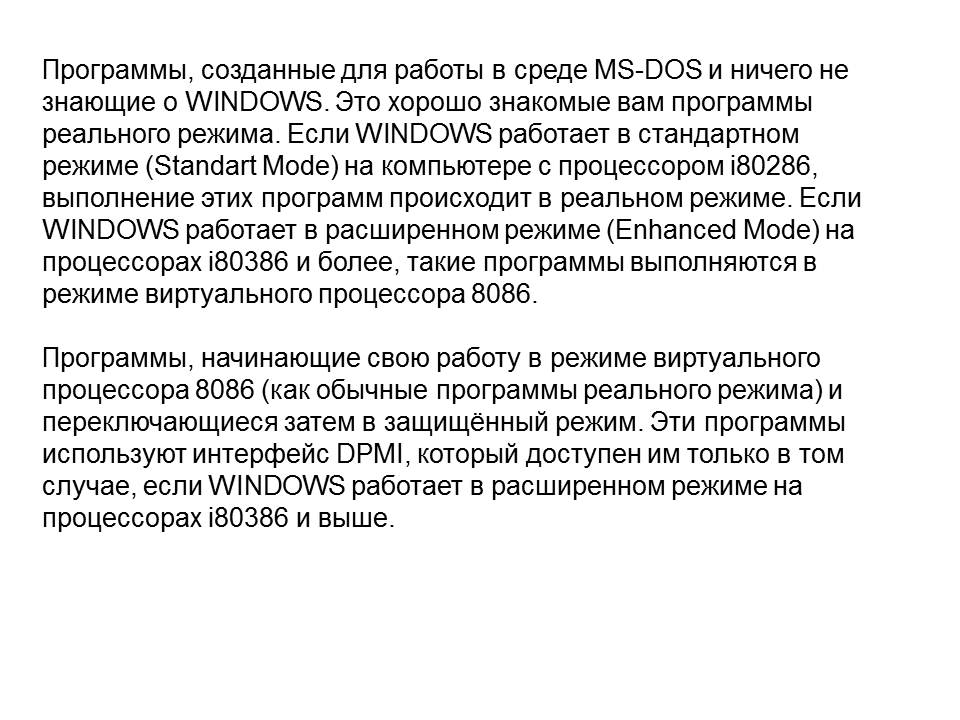 Программы, созданные для работы в среде MS-DOS и ничего не
знающие о WINDOWS. Это хорошо знакомые вам программы
реального режима. Если WINDOWS работает в стандартном
режиме (Standart Mode) на компьютере с процессором i80286,
выполнение этих программ происходит в реальном режиме. Если
WINDOWS работает в расширенном режиме (Enhanced Mode) на
процессорах i80386 и более, такие программы выполняются в
режиме виртуального процессора 8086.
Программы, начинающие свою работу в режиме виртуального
процессора 8086 (как обычные программы реального режима) и
переключающиеся затем в защищённый режим. Эти программы
используют интерфейс DPMI, который доступен им только в том
случае, если WINDOWS работает в расширенном режиме на
процессорах i80386 и выше.